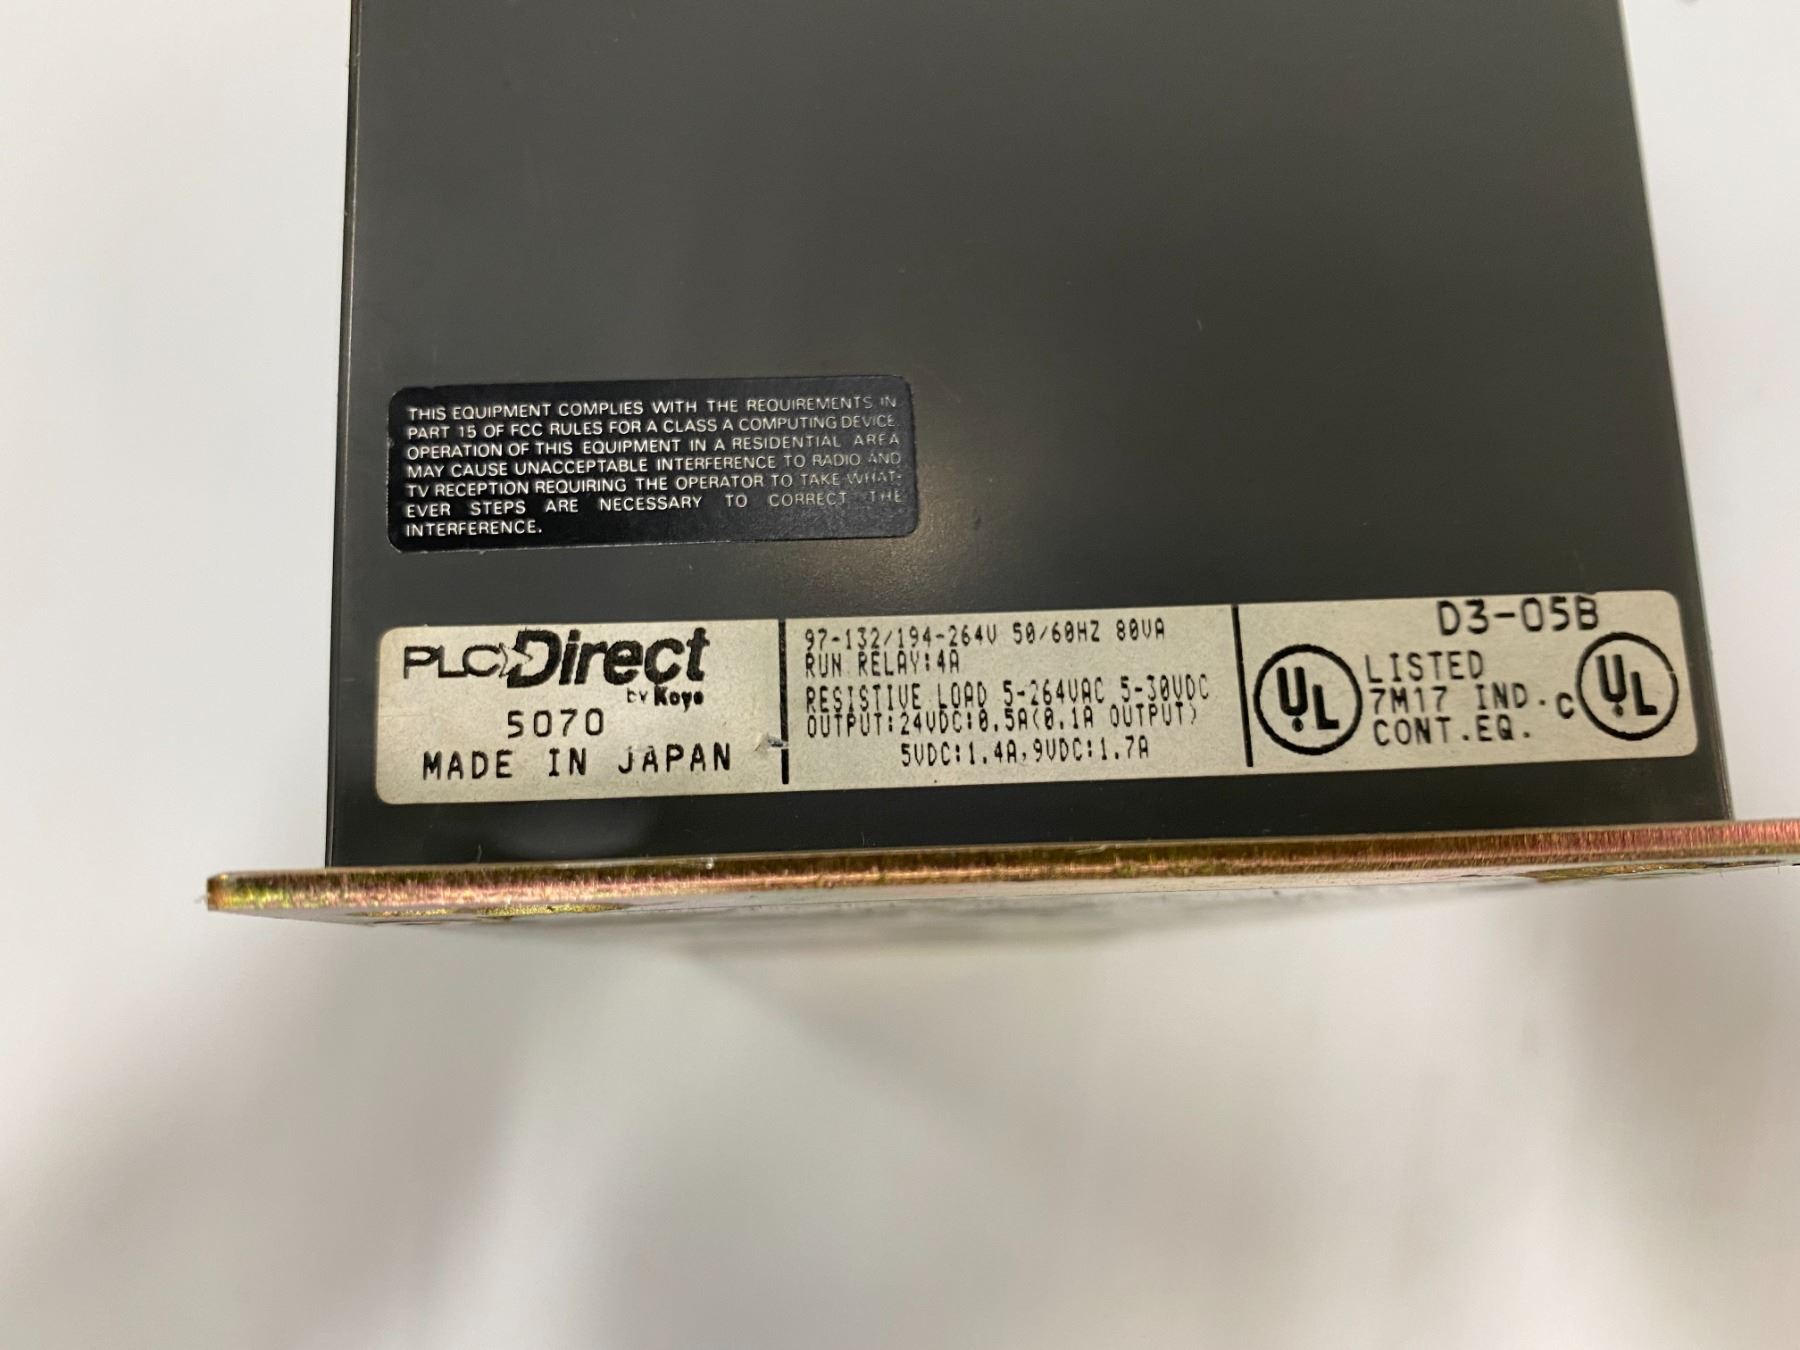 THIS EQUIPMENT COMPLIES WITH THE REQUIREMENTS IN
PART 15 OF FCC RULES FOR A CLASS A COMPUTING DEVICE.
OPERATION OF THIS EQUIPMENT IN A RESIDENTIAL AREA
MAY CAUSE UNACCEPTABLE INTERFERENCE TO RADIO AND
TV RECEPTION REQUIRING THE OPERATOR TO TAKE WHAT-
EVER STEPS ARE NECESSARY TO CORRECT THE
INTERFERENCE.
PLC Direct
by Koyo
5070
MADE IN JAPAN
97-132/194-264V 50/60HZ 80VA
RUN RELAY:4A
RESISTIVE LOAD 5-264VAC 5-30VDC
OUTPUT:24VDC:0.5A(0.1A OUTPUT)
5VDC:1.4A,9VDC:1.7A
D3-05B
UL
LISTED
7M17 IND.
CONT.EQ.
C UL